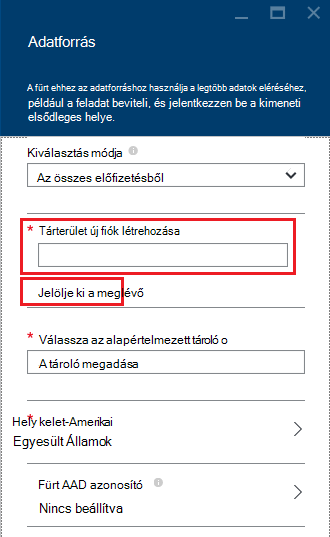 Adatforrás
A fürt ehhez az adatforráshoz használja a legtöbb adatok eléréséhez,
például a feladat beviteli, és jelentkezzen be a kimeneti
elsődleges helye.
Kiválasztás módja
Az összes előfizetésből
* Tárterület új fiók létrehozása
Jelölje ki a meglévő
* Válassza az alapértelmezett tároló o
A tároló megadása
*
Hely kelet-Amerikai
Egyesült Államok
Fürt AAD azonosító
Nincs beállítva